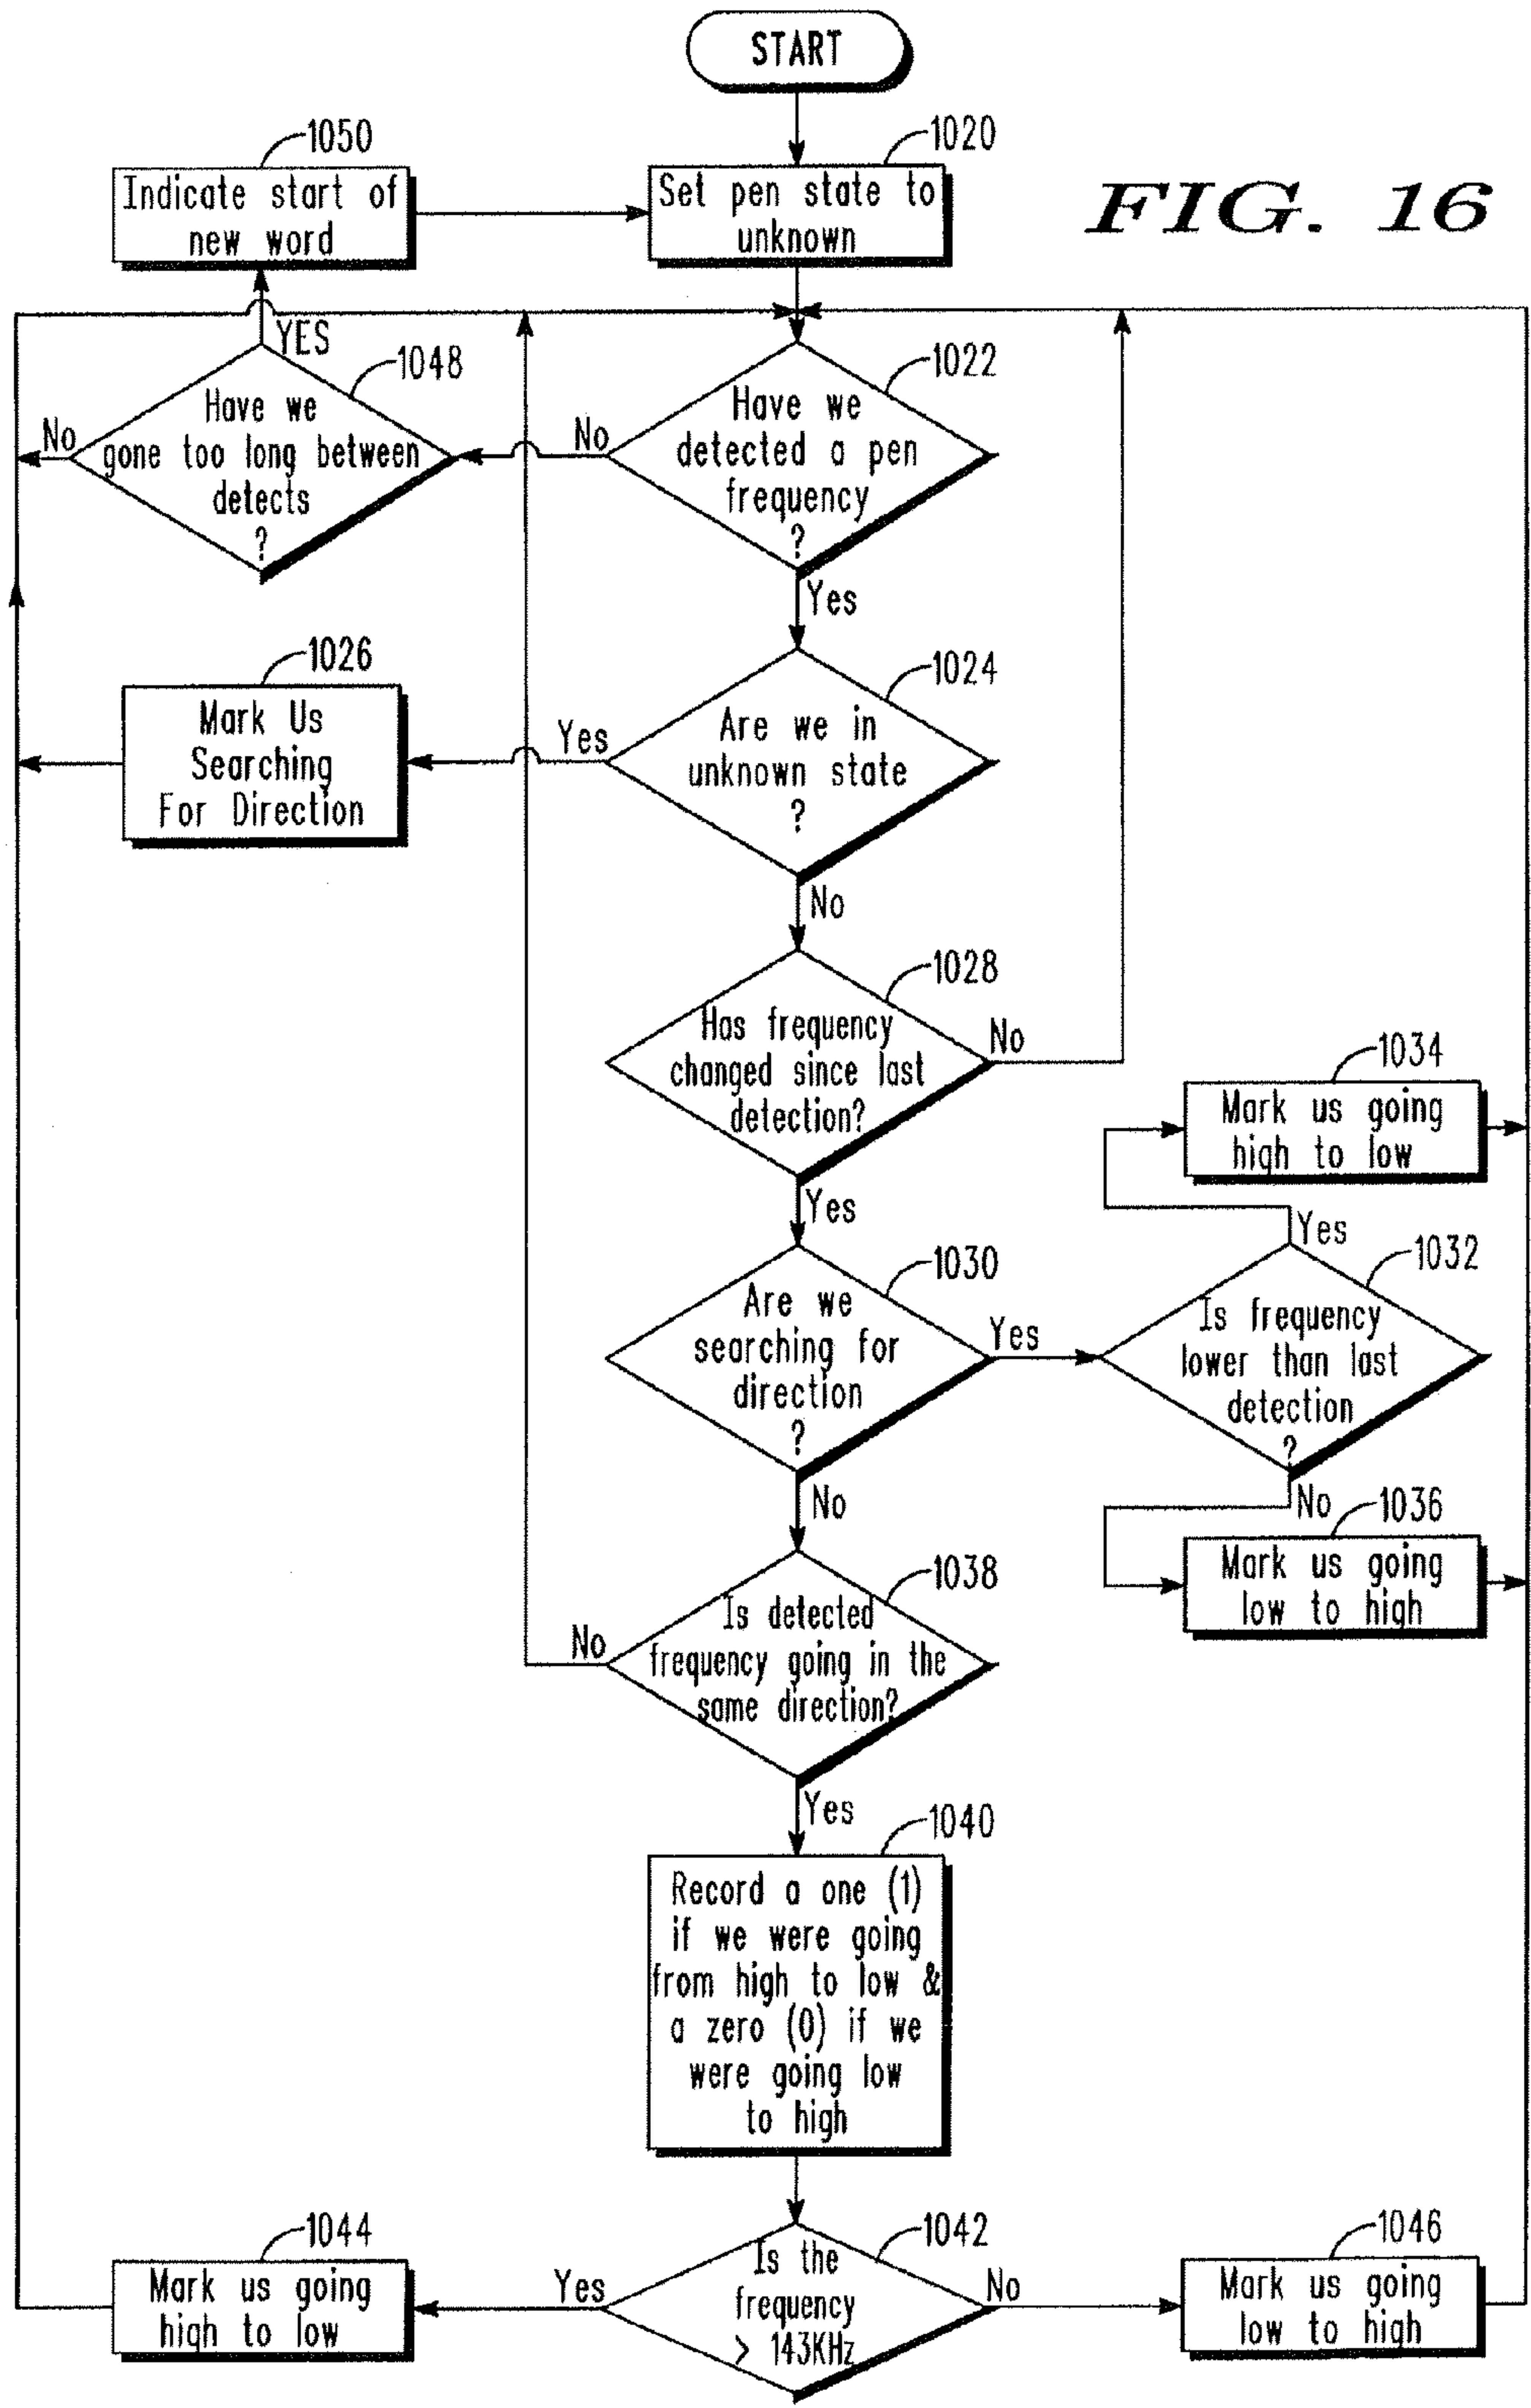 START
1050
1020
Indicate start of
new word
Set pen state to
unknown
FIG. 16
YES
1048
1022
Have we
gone too long between
detects
?
No
No
Have we
detected a pen
frequency
?
Yes
1026
1024
Mark Us
Searching
For Direction
Yes
Are we in
unknown state
?
No
1028
Has frequency
changed since last
detection?
No
Yes
1034
Mark us going
high to low
Yes
1030
1032
Are we
searching for
direction
?
Yes
Is frequency
lower than last
detection
?
No
No
1036
Mark us going
low to high
1038
Is detected
frequency going in the
same direction?
No
Yes
1040
Record a one (1)
if we were going
from high to low &
a zero (0) if we
were going low
to high
1044
1042
1046
Mark us going
high to low
Yes
Is the
frequency
> 143KHz
No
Mark us going
low to high